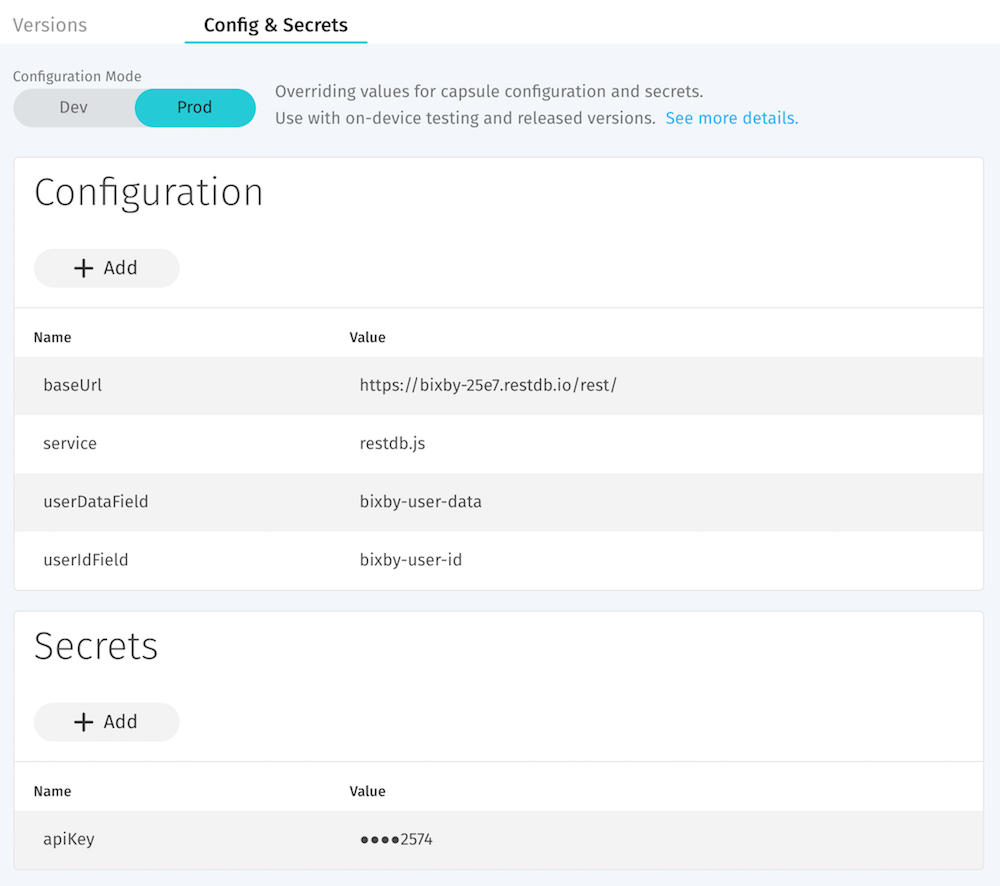 Versions
Config & Secrets
Configuration Mode
Dev
Prod
Overriding values for capsule configuration and secrets.
Use with on-device testing and released versions. See more details.
Configuration
+ Add
Name Value
baseUrl https://bixby-25e7.restdb.io/rest/
service restdb.js
userDataField bixby-user-data
userIdField bixby-user-id
Secrets
+ Add
Name Value
apiKey ●●●●2574